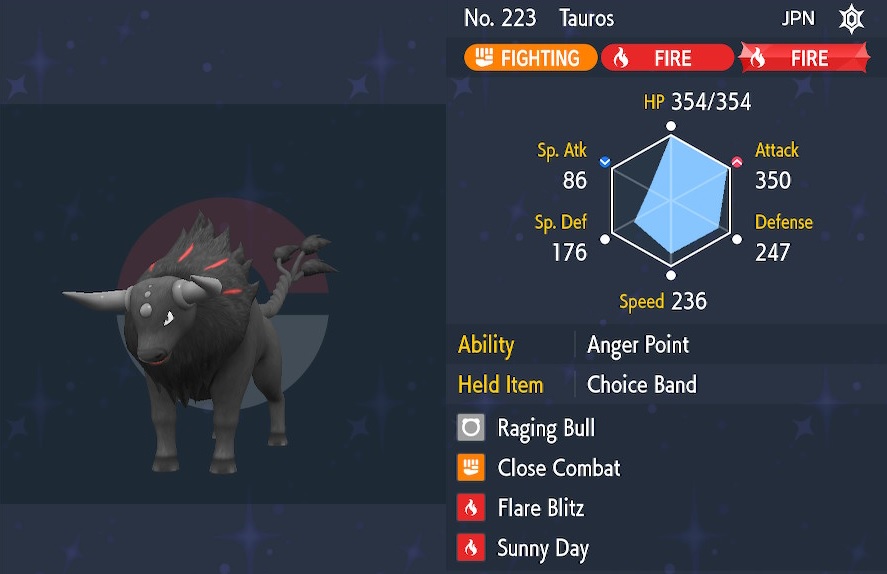 No. 223 Tauros JPN
FIGHTING FIRE FIRE
HP 354/354
Sp. Atk
86
Attack
350
Sp. Def
176
Defense
247
Speed 236
Ability Anger Point
Held Item Choice Band
Raging Bull
Close Combat
Flare Blitz
Sunny Day